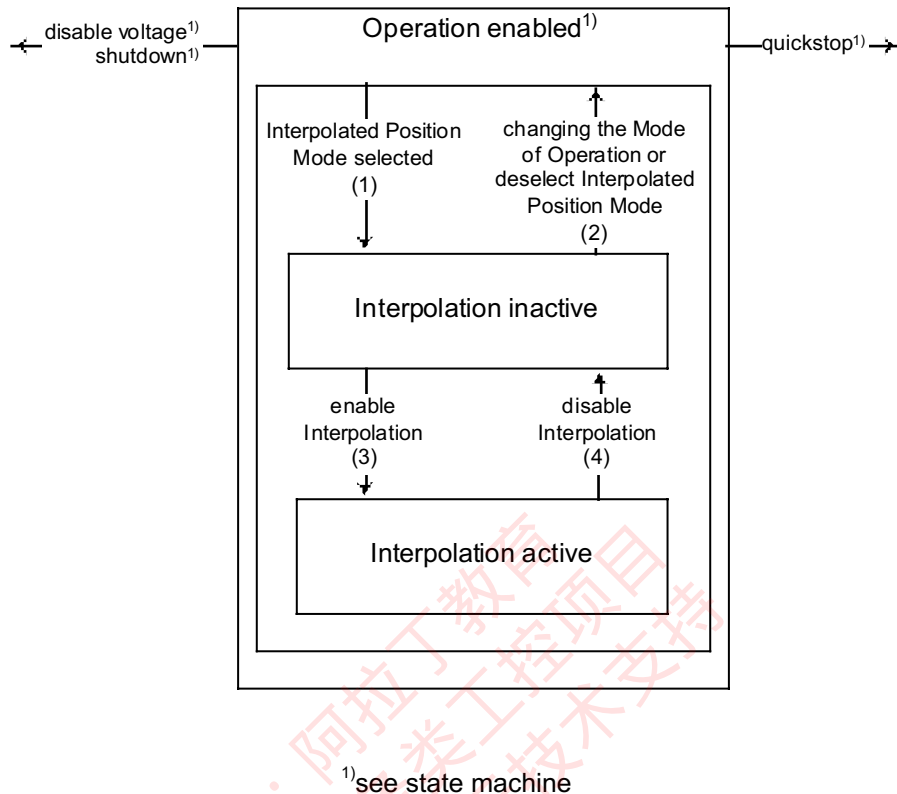 disable voltage1)
shutdown1)
Operation enabled1)
quickstop1)
Interpolated Position
Mode selected
(1)
changing the Mode
of Operation or
deselect Interpolated
Position Mode
(2)
Interpolation inactive
enable
Interpolation
(3)
disable
Interpolation
(4)
Interpolation active
阿拉丁教育
类工控项目
技术支持
1)see state machine